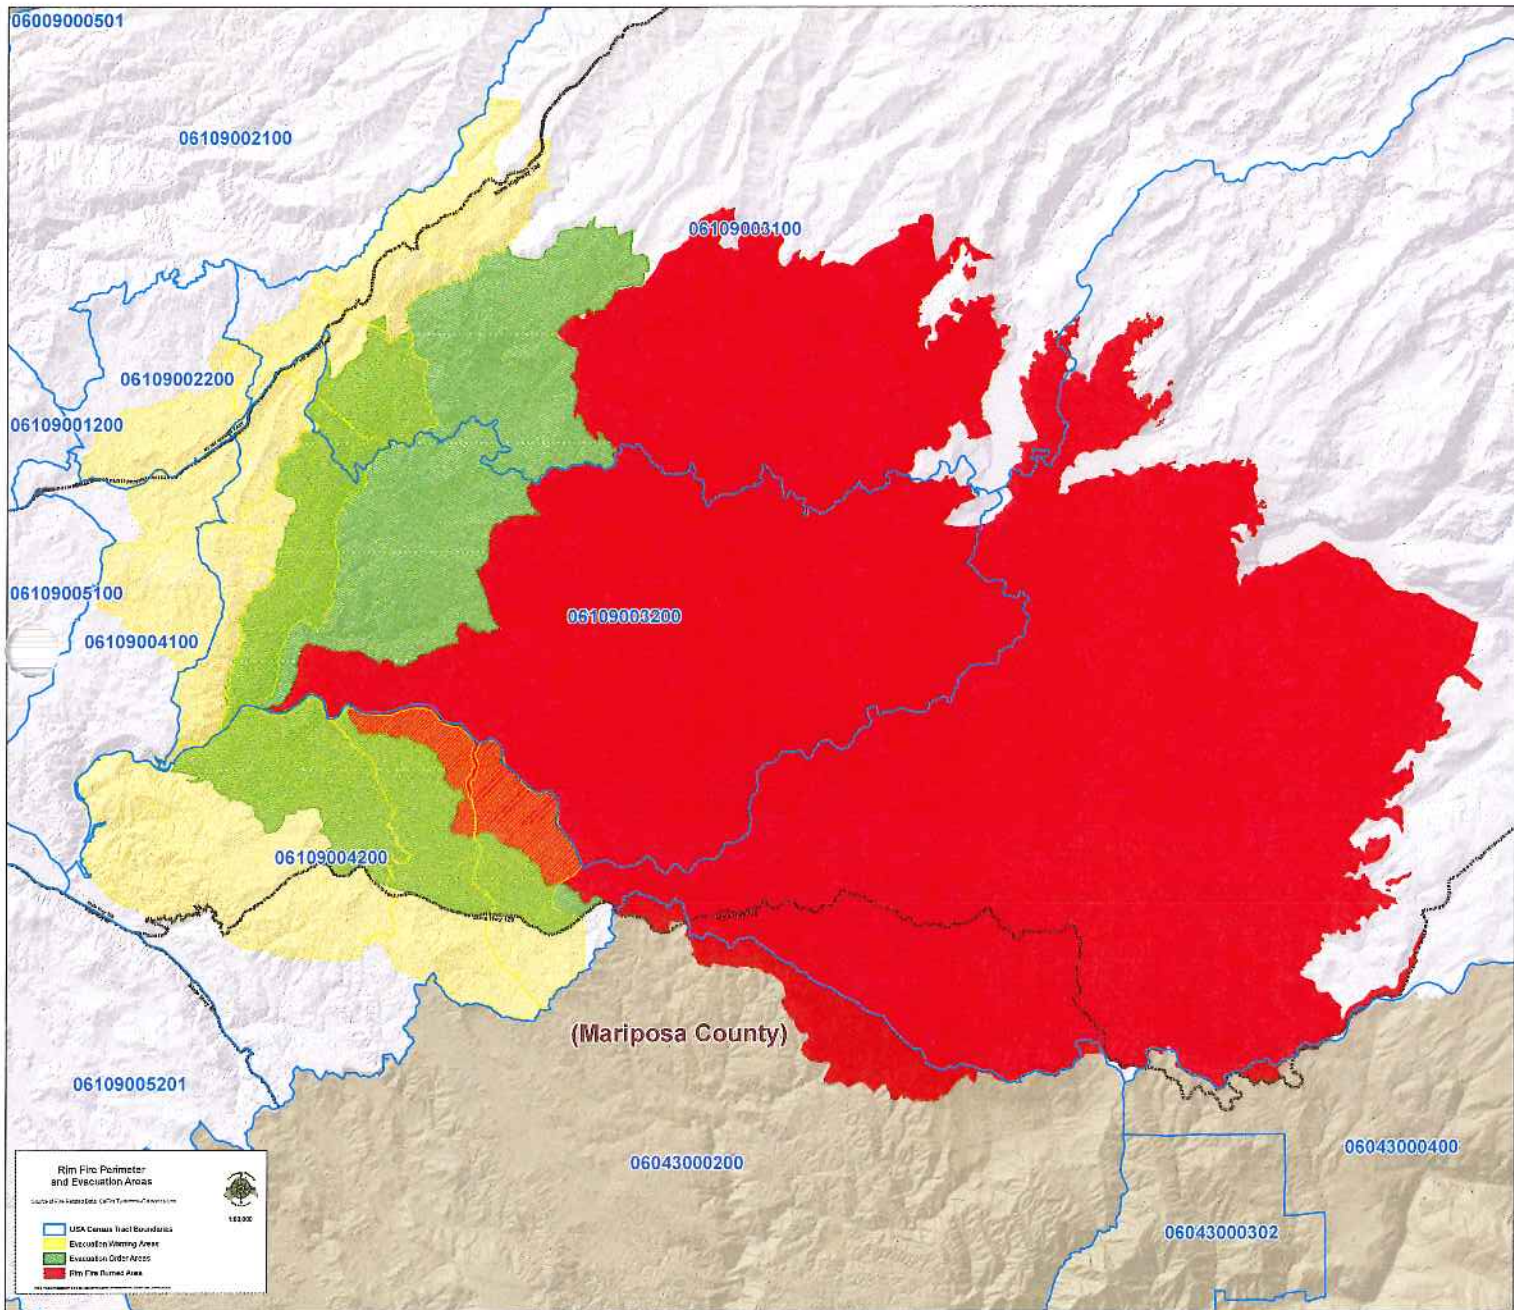 06009000501
06109002100
06109003100
06109002200
06109001200
06109005100
06109003200
06109004100
06109004200
(Mariposa County)
06109005201
06043000200
06043000400
06043000302
Rim Fire Perimeter
and Evacuation Areas
USA Census Tract Boundaries
Evacuation Warning Areas
Evacuation Order Areas
Rim Fire Burned Area